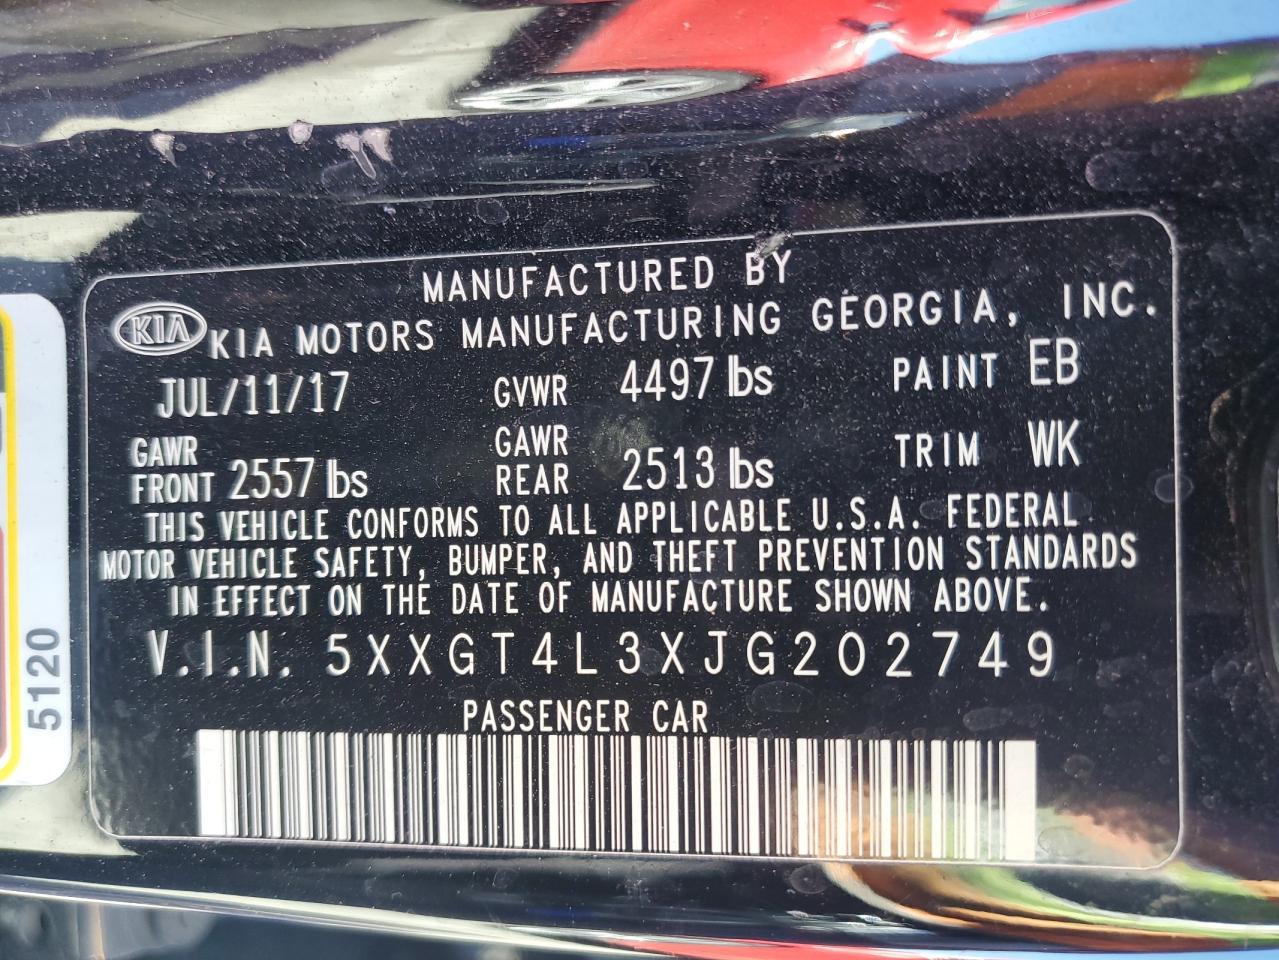 MANUFACTURED BY
KIA KIA MOTORS MANUFACTURING GEORGIA, INC.
JUL/11/17 GVWR 4497 lbs PAINT EB
GAWR FRONT 2557 lbs GAWR REAR 2513 lbs TRIM WK
THIS VEHICLE CONFORMS TO ALL APPLICABLE U.S.A. FEDERAL
MOTOR VEHICLE SAFETY, BUMPER, AND THEFT PREVENTION STANDARDS
IN EFFECT ON THE DATE OF MANUFACTURE SHOWN ABOVE.
V.I.N. 5XXGT4L3XJG202749
PASSENGER CAR
5120